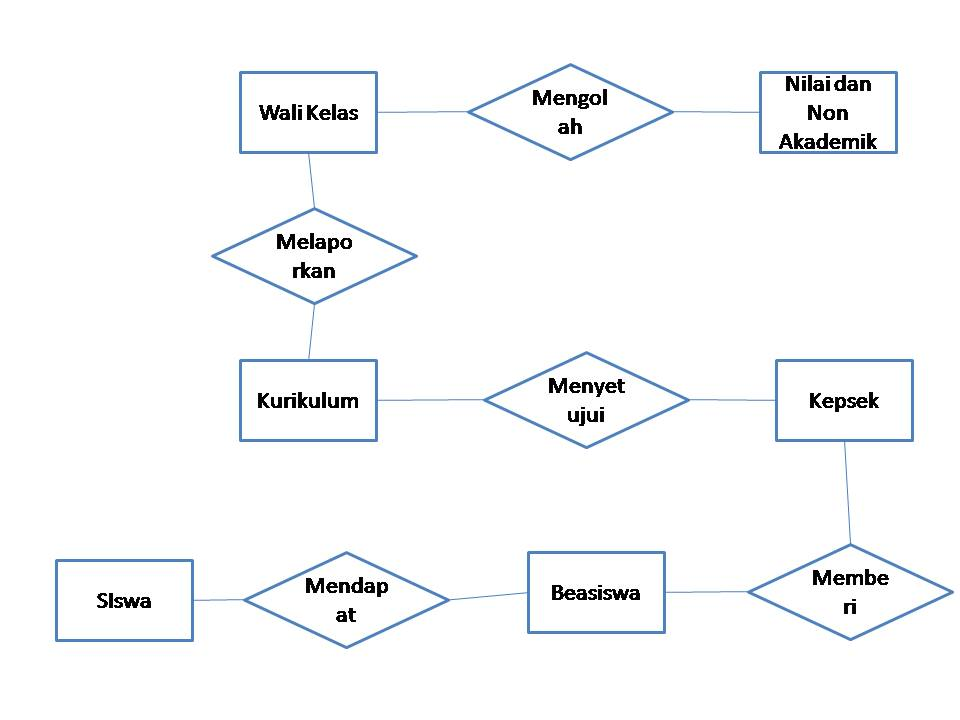 Wali Kelas
Mengol
ah
Nilai dan
Non
Akademik
Melapo
rkan
Kurikulum
Menyet
ujui
Kepsek
SIswa
Mendap
at
Beasiswa
Membe
ri